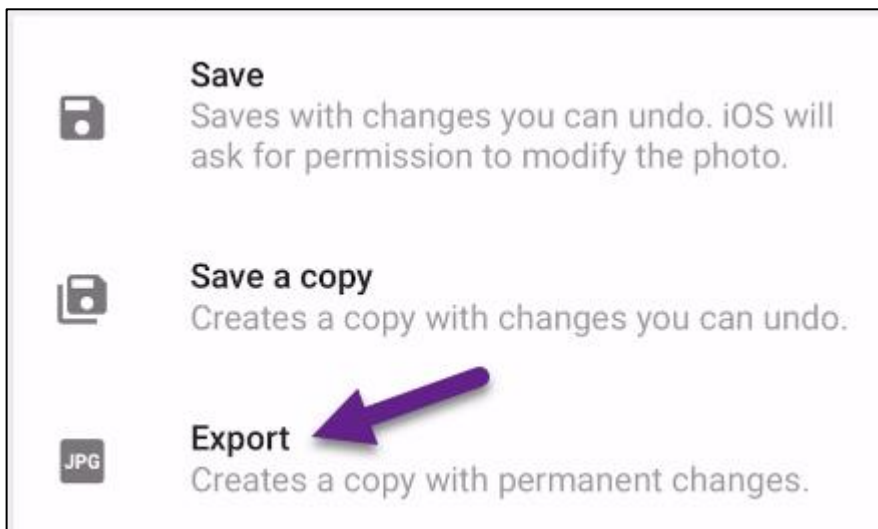 Save
Saves with changes you can undo. iOS will
ask for permission to modify the photo.
Save a copy
Creates a copy with changes you can undo.
JPG
Export
Creates a copy with permanent changes.